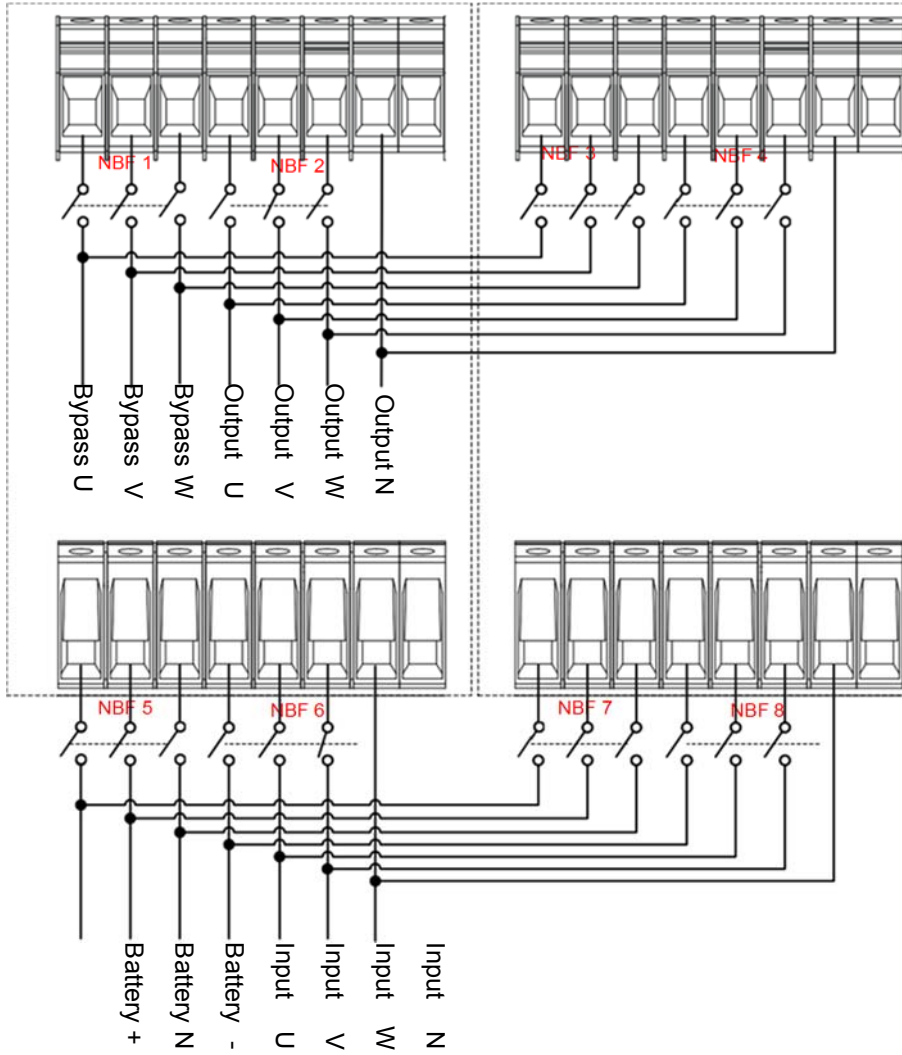 NBF 1
NBF 2
NBF 3
NBF 4
Bypass U
Bypass V
Bypass W
Output U
Output V
Output W
Output N
NBF 5
NBF 6
NBF 7
NBF 8
Battery +
Battery N
Battery -
Input U
Input V
Input W
Input N